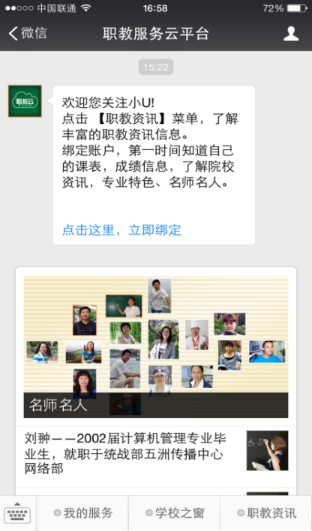 中国联通
16:58
72%
微信
职教服务云平台
15:22
职教云
欢迎您关注小U!
点击 【职教资讯】菜单，了解
丰富的职教资讯信息。
绑定账户，第一时间知道自己
的课表，成绩信息，了解院校
资讯，专业特色、名师名人。
点击这里，立即绑定
名师名人
刘翀——2002届计算机管理专业毕
业生，就职于统战部五洲传播中心
网络部
我的服务
学校之窗
职教资讯